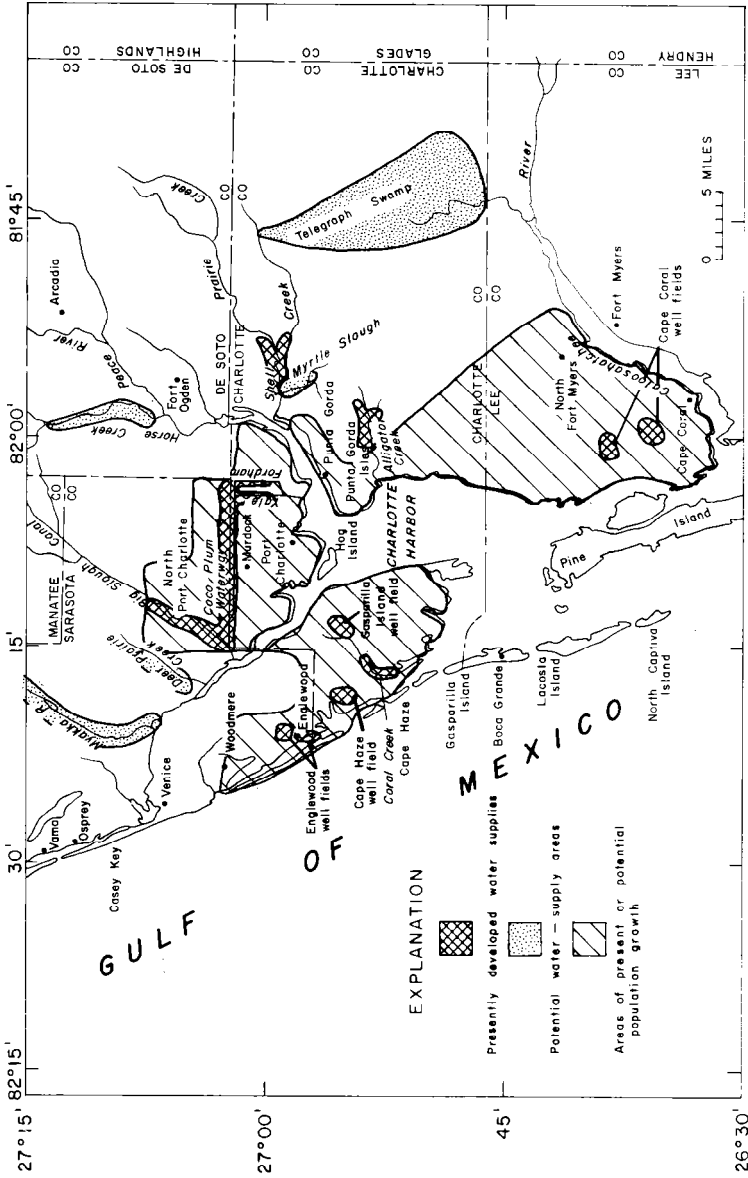 27°15'
27°00'
45'
26°30'
82°15'
30'
15'
82°00'
81°45'
GULF
OF
MEXICO
EXPLANATION
Presently developed water supplies
Potential water – supply areas
Areas of present or potential
population growth
0 5 MILES
MANATEE
SARASOTA
CO
CO
DE SOTO
HIGHLANDS
CO
CO
CHARLOTTE
GLADES
CO
CO
LEE
HENDRY
CO
CO
DE SOTO
CHARLOTTE
CO
CO
CHARLOTTE
LEE
CO
CO
Vamo
Osprey
Casey Key
Venice
Woodmere
Englewood
Englewood
well fields
Cape Haze
well field
Coral Creek
Cape Haze
Gasparilla
Island
well field
Gasparilla
Island
Boca Grande
Lacosta
Island
North Captiva
Island
Pine
Island
Miakka R
Deer Prairie
Creek
Big Slough
Canal
North
Port Charlotte
Coco Plum
Waterway
Murdock
Port
Charlotte
Yale
Fordham
Hog
Island
CHARLOTTE
HARBOR
Horse
Creek
Peace
River
Arcadia
Fort
Ogden
Prairie
Creek
Shell
Creek
Myrtle Slough
Punta
Gorda
Punta Gorda
Isles
Alligator
Creek
Telegraph Swamp
North
Fort Myers
Fort Myers
Caloosahatchee
River
Cape Coral
well fields
Cape Coral